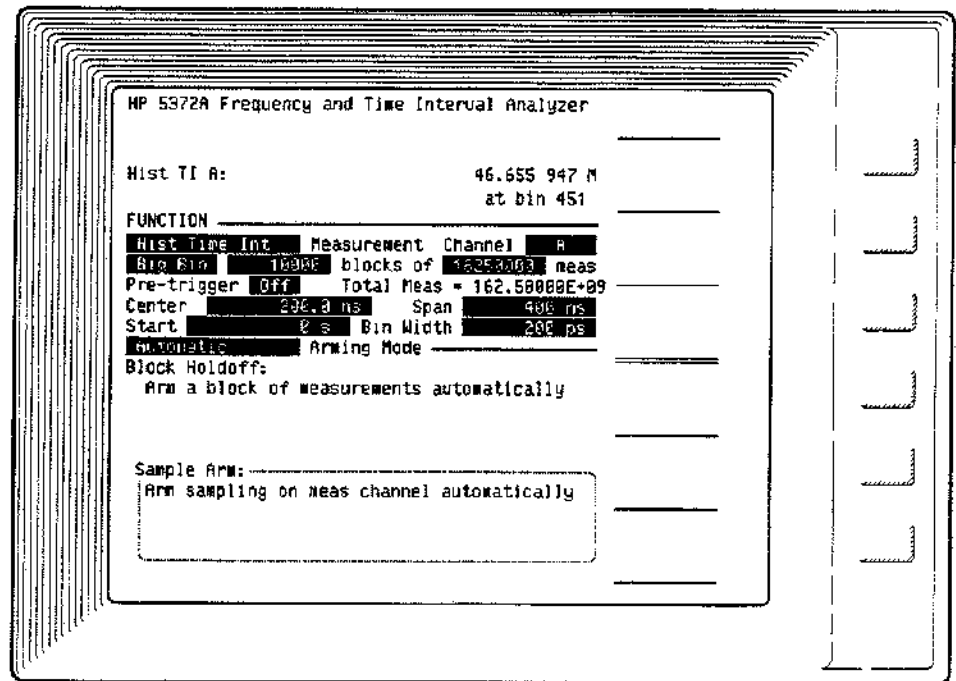 HP 5372A Frequency and Time Interval Analyzer
Hist TI A: 46.655 947 M
at bin 451
FUNCTION
Hist Time Int Measurement Channel A
Big Bin 10000 blocks of 16250000 meas
Pre-trigger Off Total Meas = 162.50000E+09
Center 200.0 ns Span 400 ns
Start 0 s Bin Width 200 ps
Automatic Arming Mode
Block Holdoff:
Arm a block of measurements automatically
Sample Arm:
Arm sampling on meas channel automatically